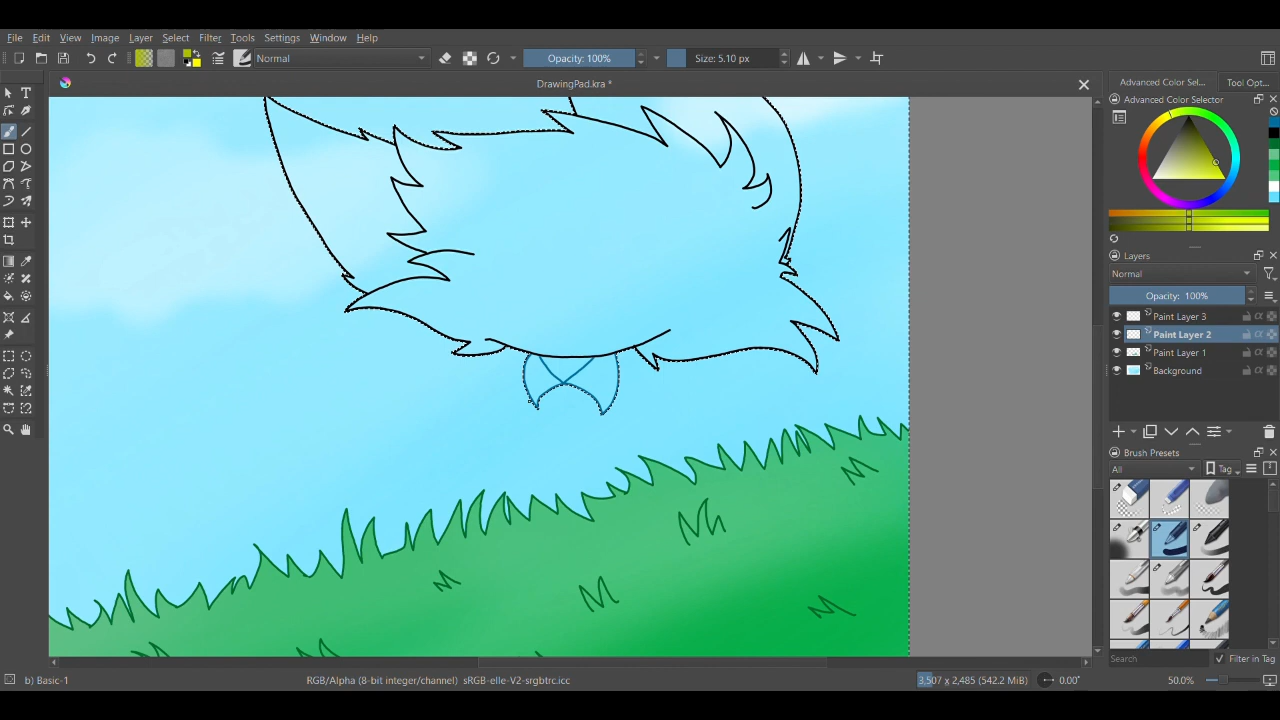 File Edit View Image Layer Select Filter Tools Settings Window Help
Normal Opacity: 100% Size: 5.10 px
DrawingPad.kra *
Advanced Color Sel... Tool Opt...
Advanced Color Selector
Layers
Normal
Opacity: 100%
Paint Layer 3
Paint Layer 2
Paint Layer 1
Background
Brush Presets
All Tag
Search Filter in Tag
b) Basic-1 RGB/Alpha (8-bit integer/channel) sRGB-elle-V2-srgbtrc.icc 3,507 x 2,485 (542.2 MiB) 0.00° 50.0%